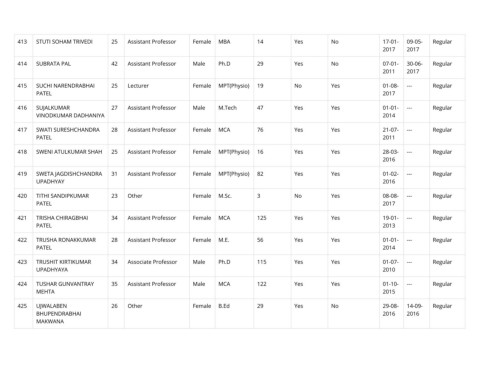 413 STUTI SOHAM TRIVEDI 25 Assistant Professor Female MBA 14 Yes No 17-01- 09-05- Regular
2017 2017
414 SUBRATA PAL 42 Assistant Professor Male Ph.D 29 Yes No 07-01- 30-06- Regular
2011 2017
415 SUCHI NARENDRABHAI 25 Lecturer Female MPT(Physio) 19 No Yes 01-08- --- Regular
PATEL 2017
416 SUJALKUMAR 27 Assistant Professor Male M.Tech 47 Yes Yes 01-01- --- Regular
VINODKUMAR DADHANIYA 2014
417 SWATI SURESHCHANDRA 28 Assistant Professor Female MCA 76 Yes Yes 21-07- --- Regular
PATEL 2011
418 SWENI ATULKUMAR SHAH 25 Assistant Professor Female MPT(Physio) 16 Yes Yes 28-03- --- Regular
2016
419 SWETA JAGDISHCHANDRA 31 Assistant Professor Female MPT(Physio) 82 Yes Yes 01-02- --- Regular
UPADHYAY 2016
420 TITHI SANDIPKUMAR 23 Other Female M.Sc. 3 No Yes 08-08- --- Regular
PATEL 2017
421 TRISHA CHIRAGBHAI 34 Assistant Professor Female MCA 125 Yes Yes 19-01- --- Regular
PATEL 2013
422 TRUSHA RONAKKUMAR 28 Assistant Professor Female M.E. 56 Yes Yes 01-01- --- Regular
PATEL 2014
423 TRUSHIT KIRTIKUMAR 34 Associate Professor Male Ph.D 115 Yes Yes 01-07- --- Regular
UPADHYAYA 2010
424 TUSHAR GUNVANTRAY 35 Assistant Professor Male MCA 122 Yes Yes 01-10- --- Regular
MEHTA 2015
425 UJWALABEN 26 Other Female B.Ed 29 Yes No 29-08- 14-09- Regular
BHUPENDRABHAI 2016 2016
MAKWANA